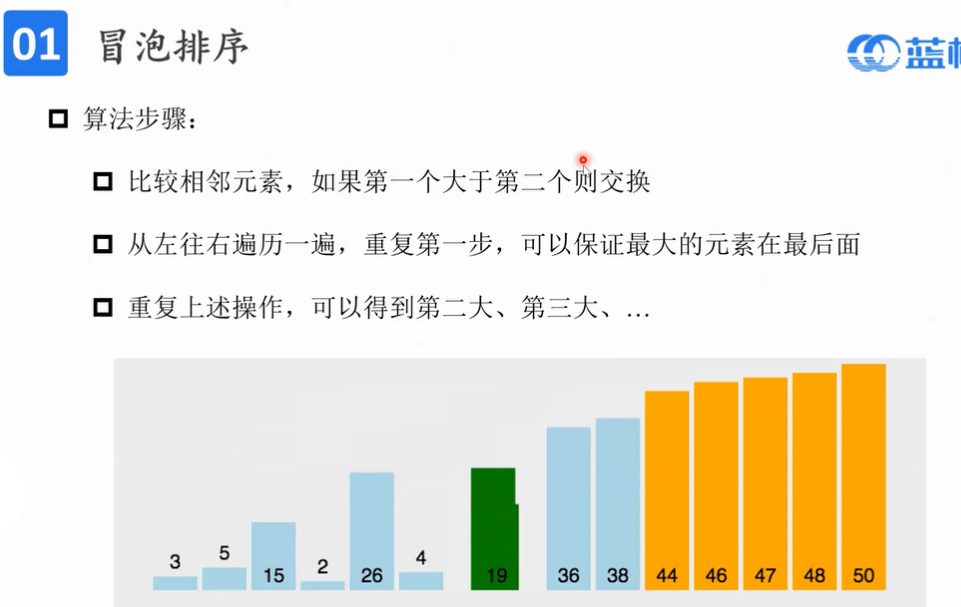 01 冒泡排序
蓝桥
算法步骤：
比较相邻元素，如果第一个大于第二个则交换
从左往右遍历一遍，重复第一步，可以保证最大的元素在最后面
重复上述操作，可以得到第二大、第三大、…
3 5 15 2 26 4 19 36 38 44 46 47 48 50